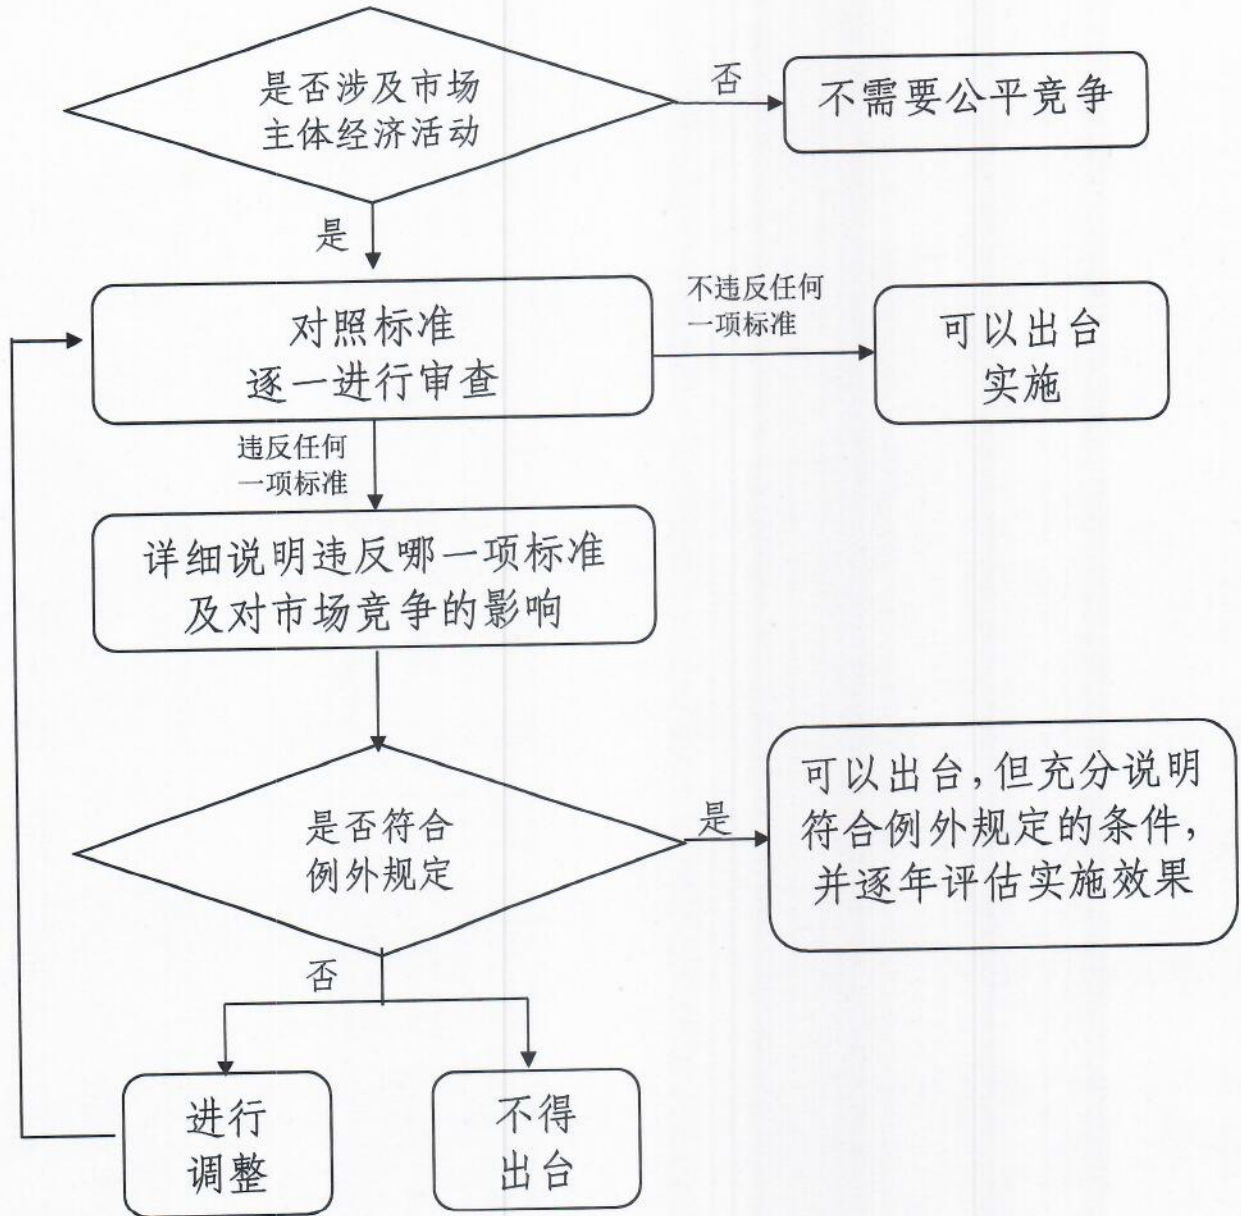 是否涉及市场
主体经济活动
否
不需要公平竞争
是
对照标准
逐一进行审查
不违反任何
一项标准
可以出台
实施
违反任何
一项标准
详细说明违反哪一项标准
及对市场竞争的影响
是否符合
例外规定
是
可以出台,但充分说明
符合例外规定的条件,
并逐年评估实施效果
否
进行
调整
不得
出台